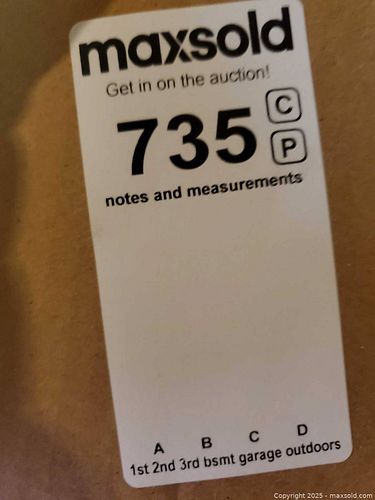 maxsold
Get in on the auction!
735 C
P
notes and measurements
A B C D
1st 2nd 3rd bsmt garage outdoors
Copyright © 2025 - maxsold.com